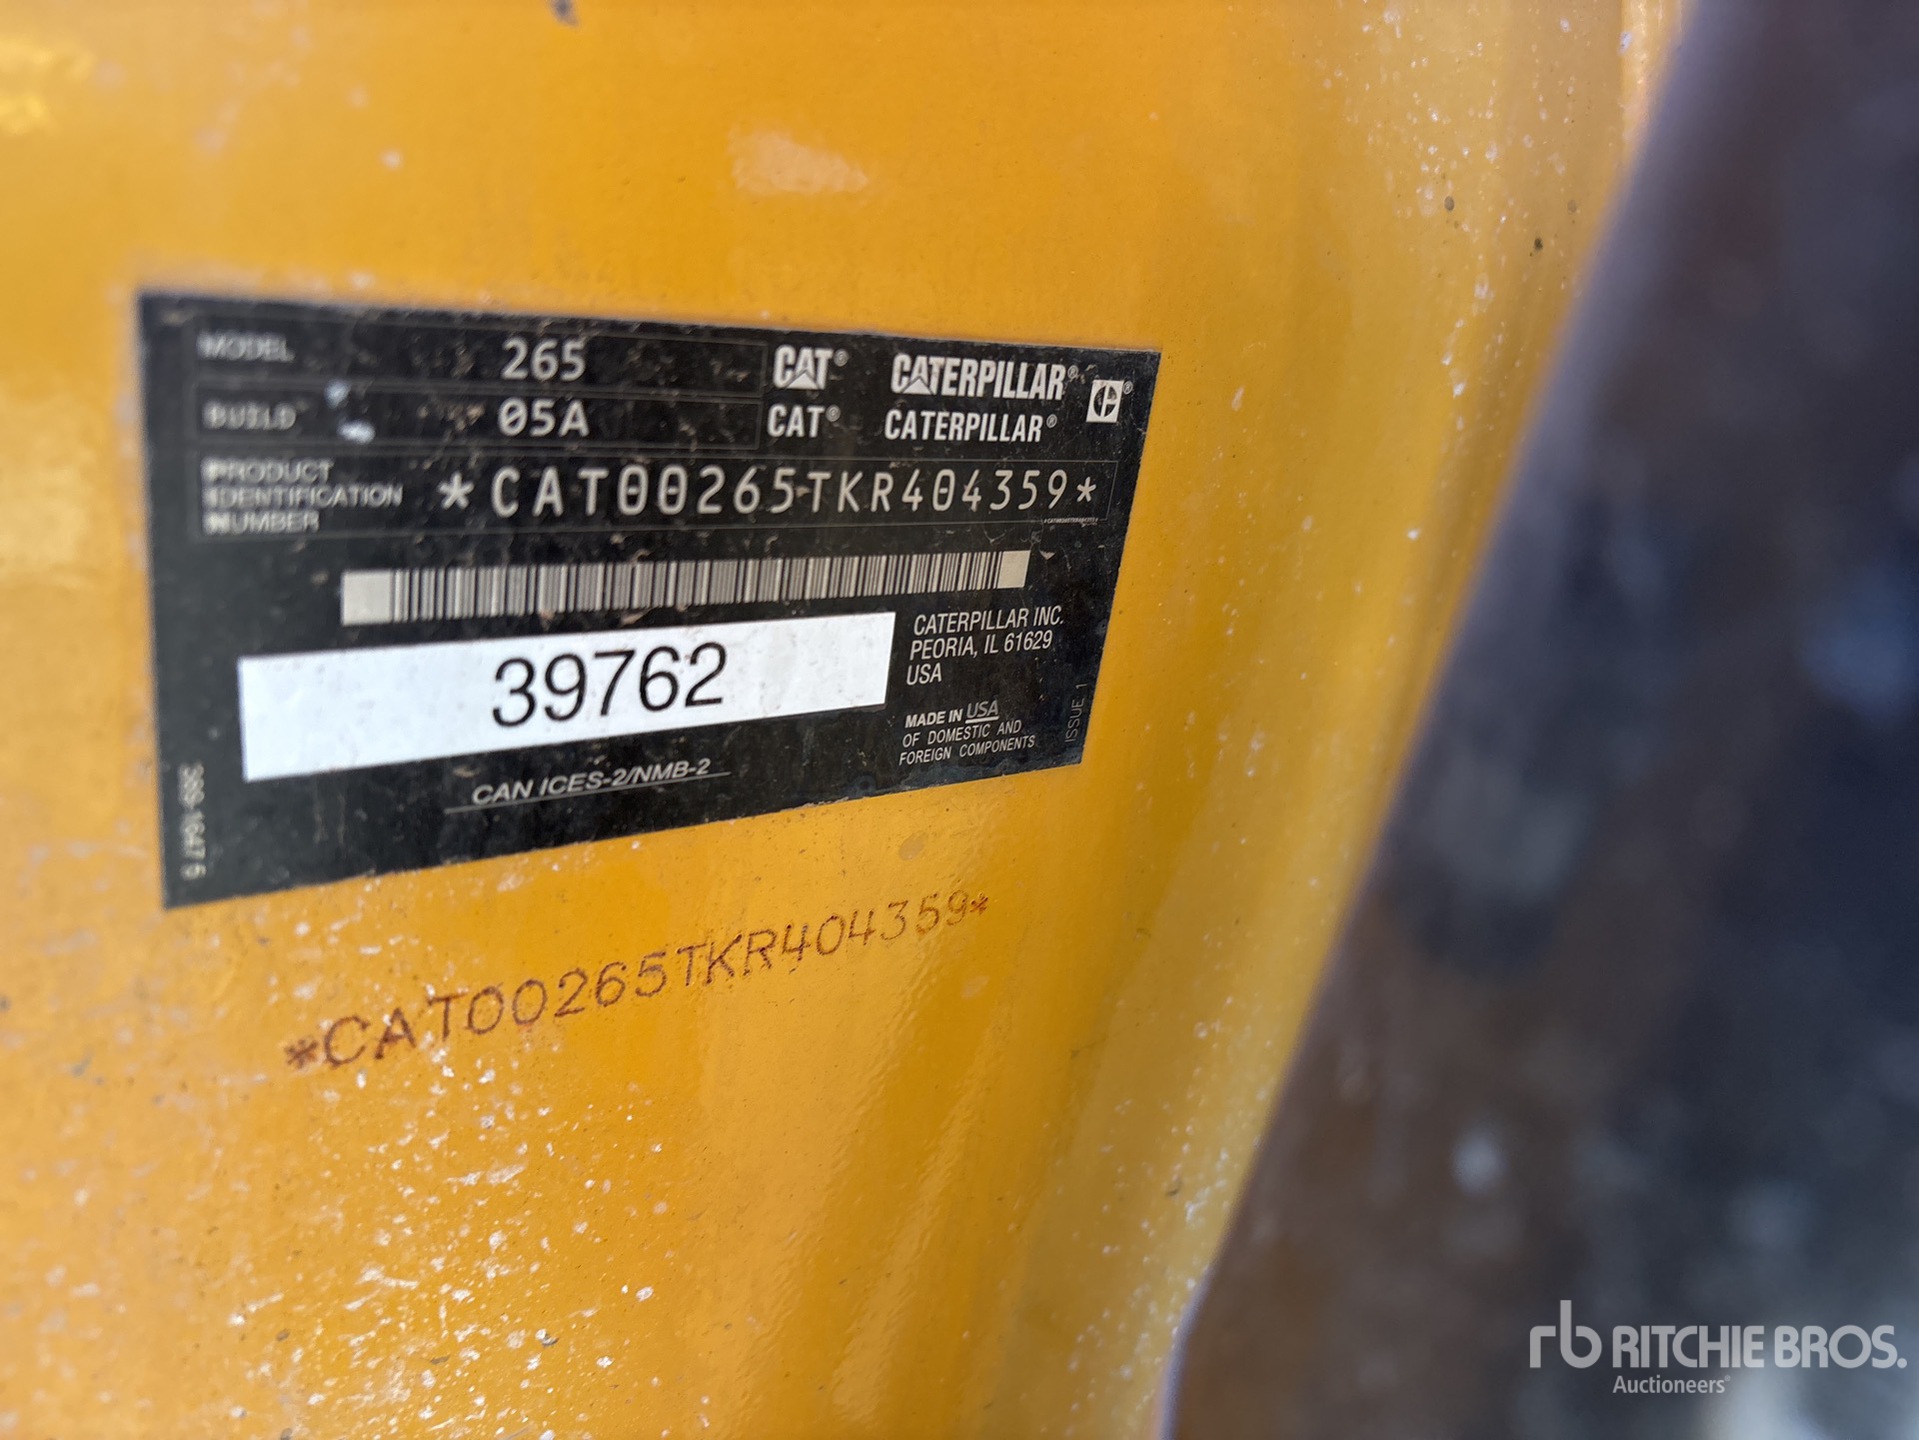 MODEL 265
BUILD 05A
CAT® CATERPILLAR®
CAT® CATERPILLAR®
PRODUCT
IDENTIFICATION
NUMBER
*CAT00265TKR404359*
39762
CATERPILLAR INC.
PEORIA, IL 61629
USA
MADE IN USA
OF DOMESTIC AND
FOREIGN COMPONENTS
ISSUE 1
CAN ICES-2/NMB-2
*CAT00265TKR404359*
rb RITCHIE BROS.
Auctioneers®